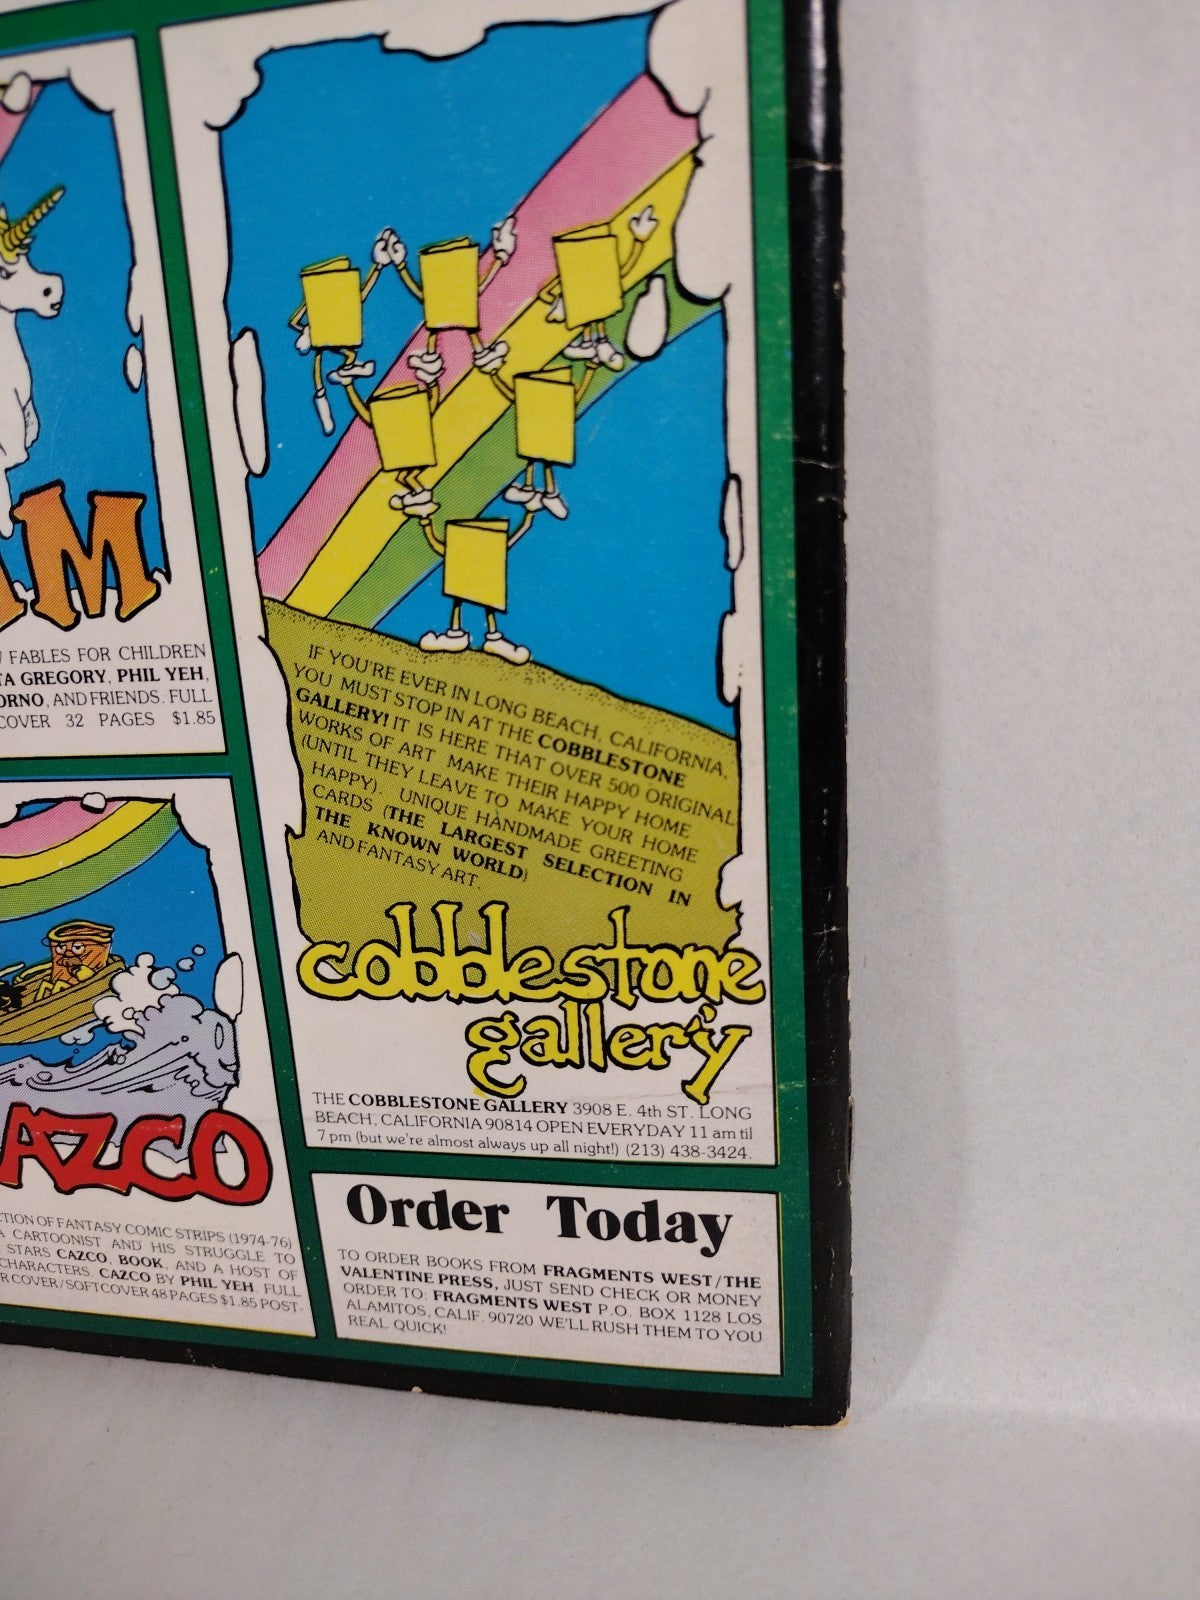 AM
FABLES FOR CHILDREN
TA GREGORY, PHIL YEH,
ORNO, AND FRIENDS. FULL
COVER 32 PAGES $1.85
AZCO
CTION OF FANTASY COMIC STRIPS (1974-76)
A CARTOONIST AND HIS STRUGGLE TO
STARS CAZCO, BOOK, AND A HOST OF
CHARACTERS. CAZCO BY PHIL YEH. FULL
R COVER/SOFTCOVER 48 PAGES $1.85 POST-
IF YOU'RE EVER IN LONG BEACH, CALIFORNIA,
YOU MUST STOP IN AT THE COBBLESTONE
GALLERY! IT IS HERE THAT OVER 500 ORIGINAL
WORKS OF ART MAKE THEIR HAPPY HOME
(UNTIL THEY LEAVE TO MAKE YOUR HOME
HAPPY). UNIQUE HANDMADE GREETING
CARDS (THE LARGEST SELECTION IN
THE KNOWN WORLD)
AND FANTASY ART.
cobblestone
gallery
THE COBBLESTONE GALLERY 3908 E. 4th ST. LONG
BEACH, CALIFORNIA 90814 OPEN EVERYDAY 11 am til
7 pm (but we're almost always up all night!) (213) 438-3424.
Order Today
TO ORDER BOOKS FROM FRAGMENTS WEST/THE
VALENTINE PRESS, JUST SEND CHECK OR MONEY
ORDER TO: FRAGMENTS WEST P.O. BOX 1128 LOS
ALAMITOS, CALIF. 90720 WE'LL RUSH THEM TO YOU
REAL QUICK!